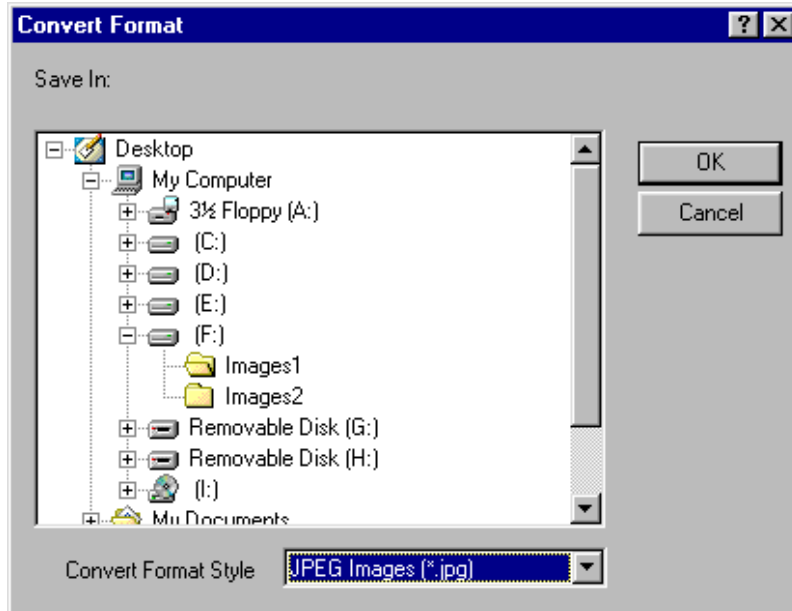 Convert Format
Save In:
Desktop
My Computer
3½ Floppy (A:)
(C:)
(D:)
(E:)
(F:)
Images1
Images2
Removable Disk (G:)
Removable Disk (H:)
(I:)
My Documents
OK
Cancel
Convert Format Style
JPEG Images (*.jpg)